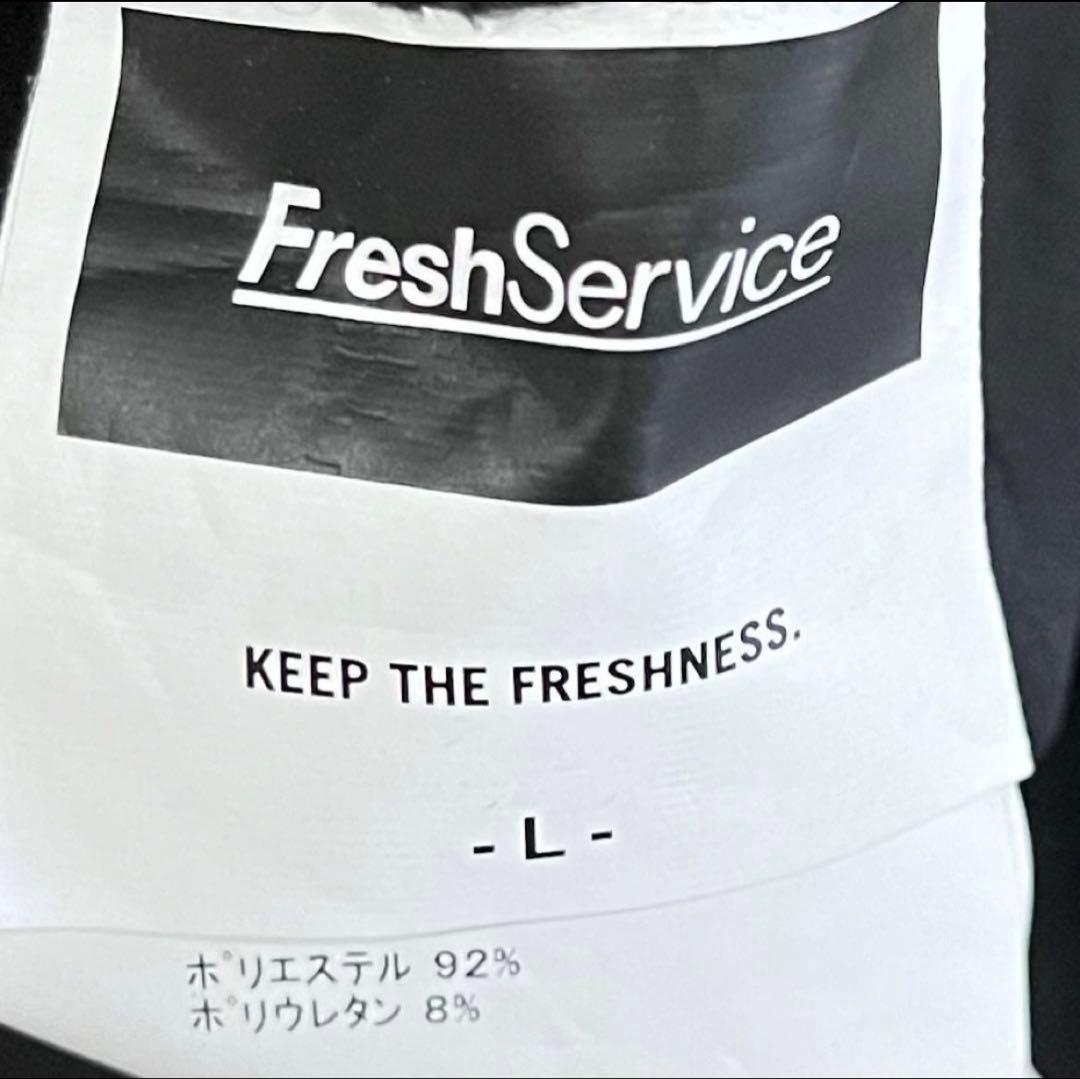 FreshService
KEEP THE FRESHNESS.
- L -
ポリエステル 92%
ポリウレタン 8%